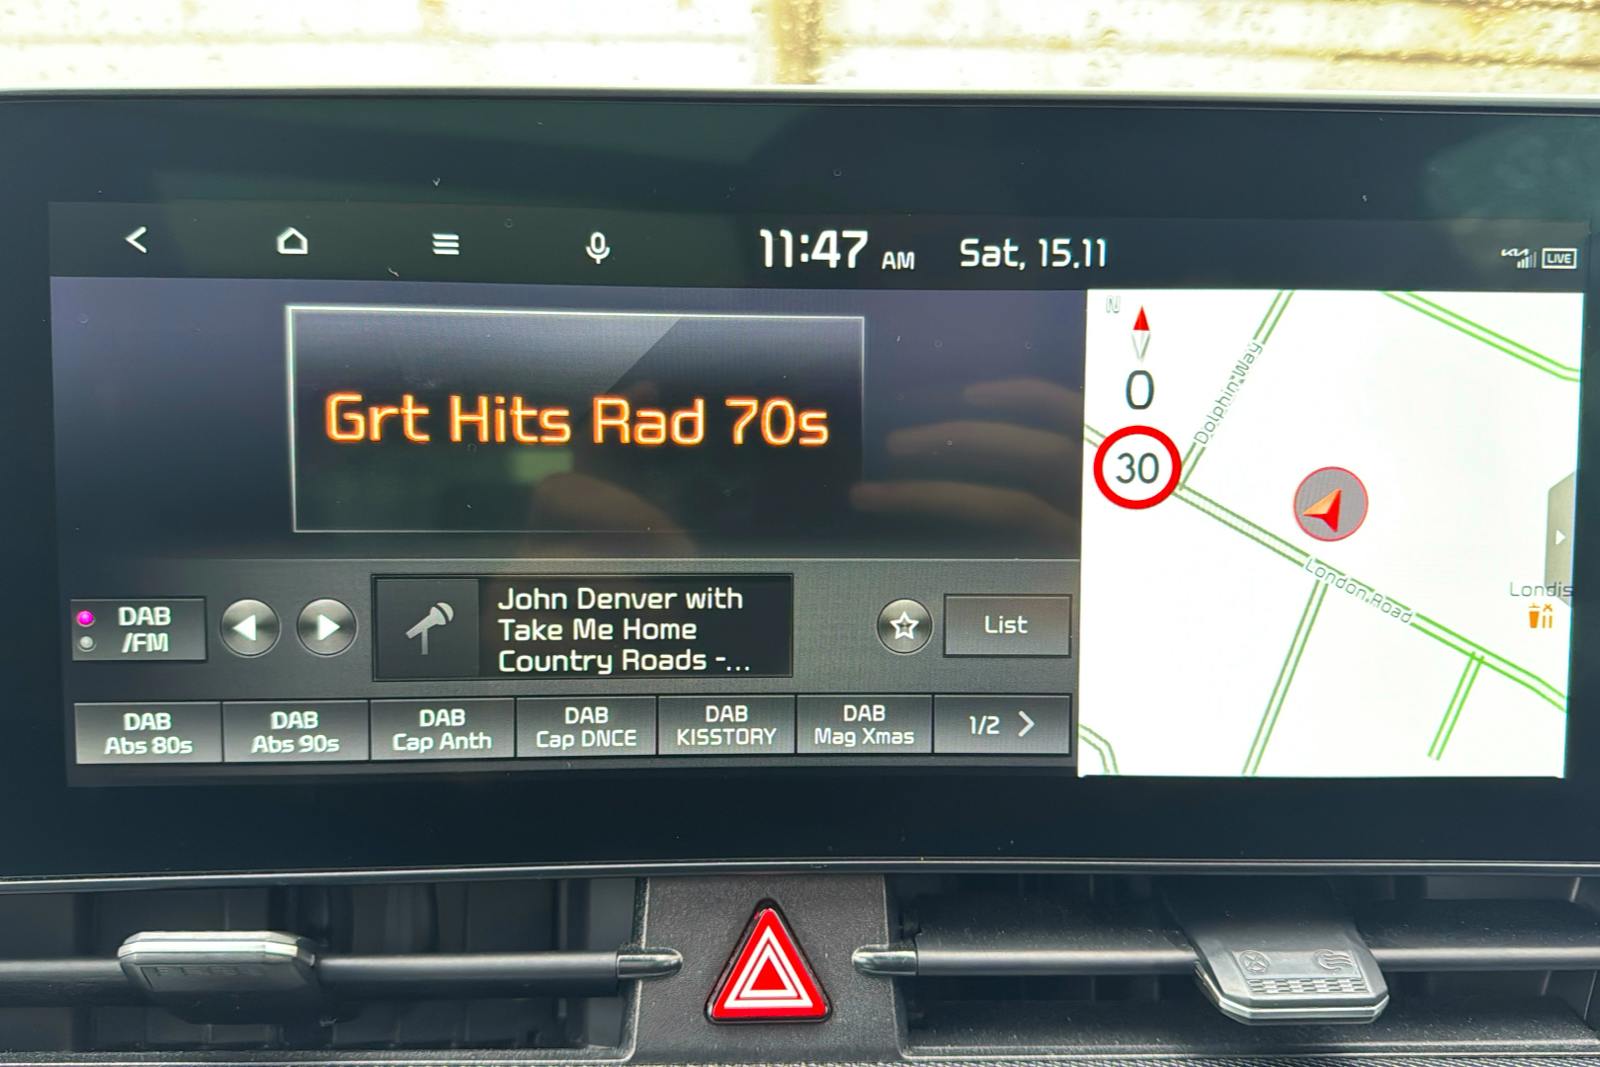 11:47 AM
Sat, 15.11
LIVE
Grt Hits Rad 70s
N
0
30
Dolphin Way
London Road
Londis
DAB
/FM
John Denver with
Take Me Home
Country Roads -...
List
DAB
Abs 80s
DAB
Abs 90s
DAB
Cap Anth
DAB
Cap DNCE
DAB
KISSTORY
DAB
Mag Xmas
1/2